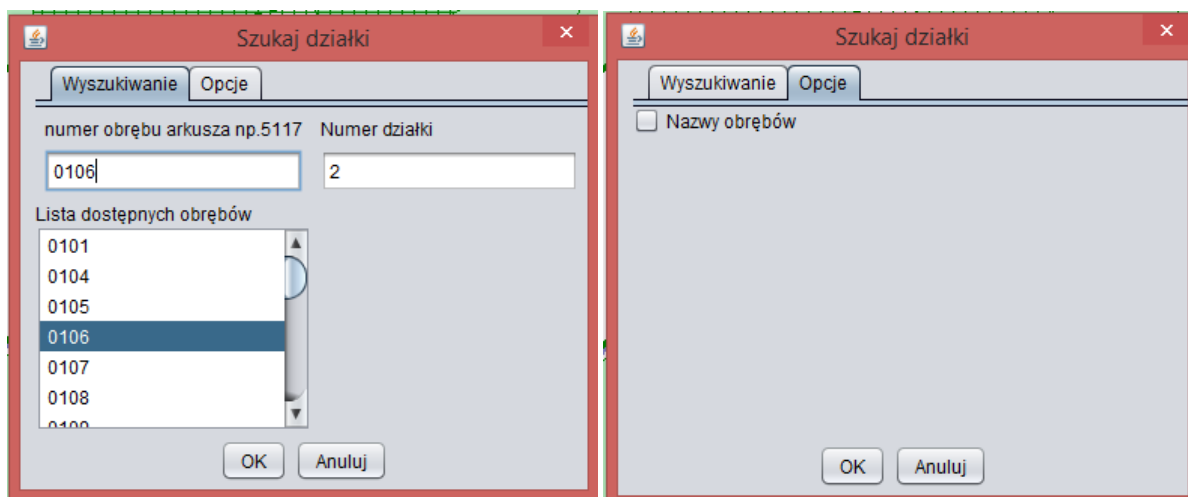 Szukaj działki
Wyszukiwanie Opcje
numer obrębu arkusza np.5117 Numer działki
0106 2
Lista dostępnych obrębów
0101
0104
0105
0106
0107
0108
0109
OK Anuluj
Szukaj działki
Wyszukiwanie Opcje
Nazwy obrębów
OK Anuluj